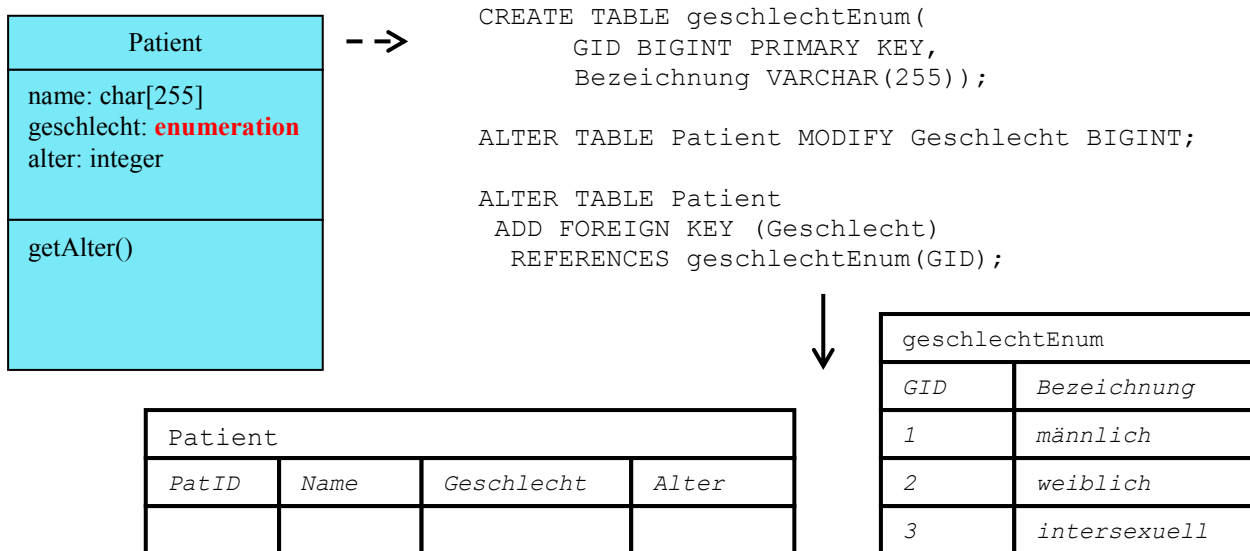 Patient
name: char[255]
geschlecht: enumeration
alter: integer
getAlter()
CREATE TABLE geschlechtEnum(
GID BIGINT PRIMARY KEY,
Bezeichnung VARCHAR(255));
ALTER TABLE Patient MODIFY Geschlecht BIGINT;
ALTER TABLE Patient
ADD FOREIGN KEY (Geschlecht)
REFERENCES geschlechtEnum(GID);
Patient
PatID Name Geschlecht Alter
geschlechtEnum
GID Bezeichnung
1 männlich
2 weiblich
3 intersexuell